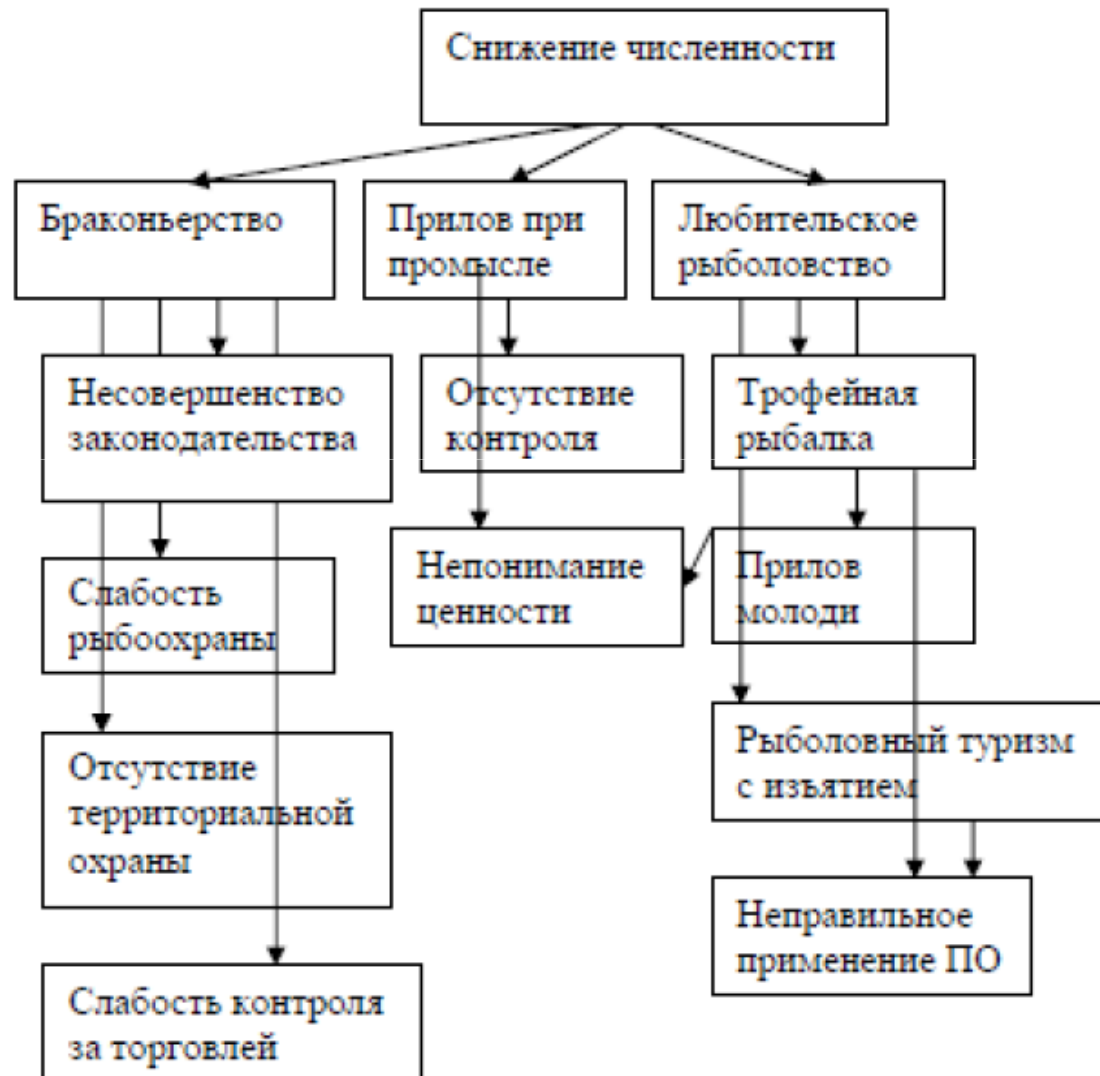 Снижение численности
Браконьерство
Прилов при
промысле
Любительское
рыболовство
Несовершенство
законодательства
Отсутствие
контроля
Трофейная
рыбалка
Слабость
рыбоохраны
Непонимание
ценности
Прилов
молоди
Отсутствие
территориальной
охраны
Рыболовный туризм
с изъятием
Неправильное
применение ПО
Слабость контроля
за торговлей